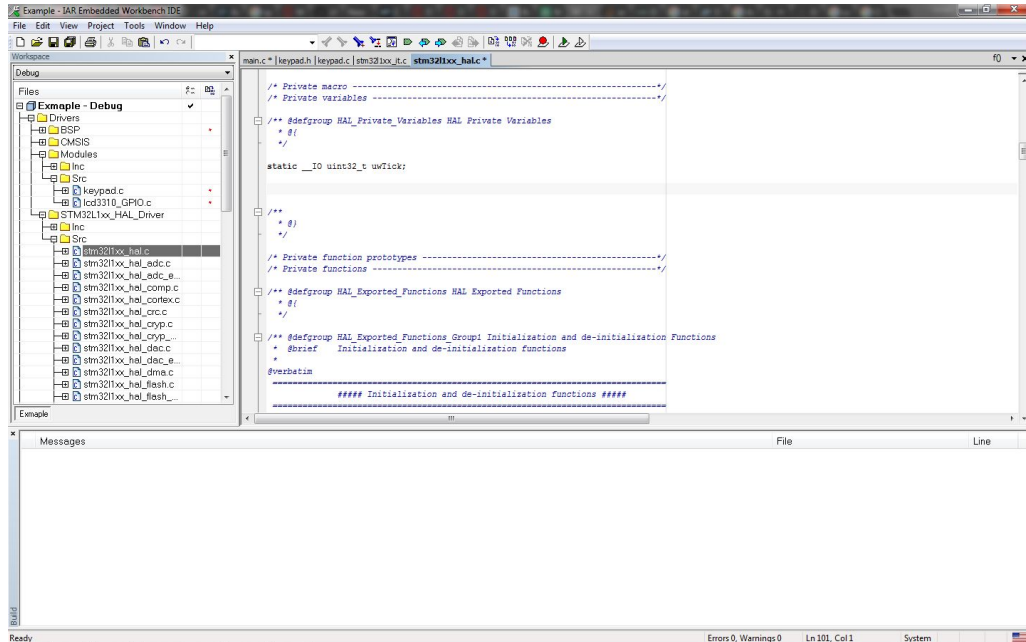 Example - IAR Embedded Workbench IDE
File Edit View Project Tools Window Help
Workspace
Debug
Files
Exmaple - Debug
Drivers
BSP
CMSIS
Modules
Inc
Src
keypad.c
lcd3310_GPIO.c
STM32L1xx_HAL_Driver
Inc
Src
stm32l1xx_hal.c
stm32l1xx_hal_adc.c
stm32l1xx_hal_adc_e...
stm32l1xx_hal_comp.c
stm32l1xx_hal_cortex.c
stm32l1xx_hal_crc.c
stm32l1xx_hal_cryp.c
stm32l1xx_hal_cryp_...
stm32l1xx_hal_dac.c
stm32l1xx_hal_dac_e...
stm32l1xx_hal_dma.c
stm32l1xx_hal_flash.c
stm32l1xx_hal_flash_...
Exmaple
main.c * | keypad.h | keypad.c | stm32l1xx_it.c stm32l1xx_hal.c *
f()
/* Private macro -------------------------------------------------------------*/
/* Private variables ---------------------------------------------------------*/
/** @defgroup HAL_Private_Variables HAL Private Variables
* @{
*/
static __IO uint32_t uwTick;
/**
* @}
*/
/* Private function prototypes -----------------------------------------------*/
/* Private functions ---------------------------------------------------------*/
/** @defgroup HAL_Exported_Functions HAL Exported Functions
* @{
*/
/** @defgroup HAL_Exported_Functions_Group1 Initialization and de-initialization Functions
* @brief Initialization and de-initialization functions
*
@verbatim
===============================================================================
##### Initialization and de-initialization functions #####
===============================================================================
Messages File Line
Build
Ready Errors 0, Warnings 0 Ln 101, Col 1 System